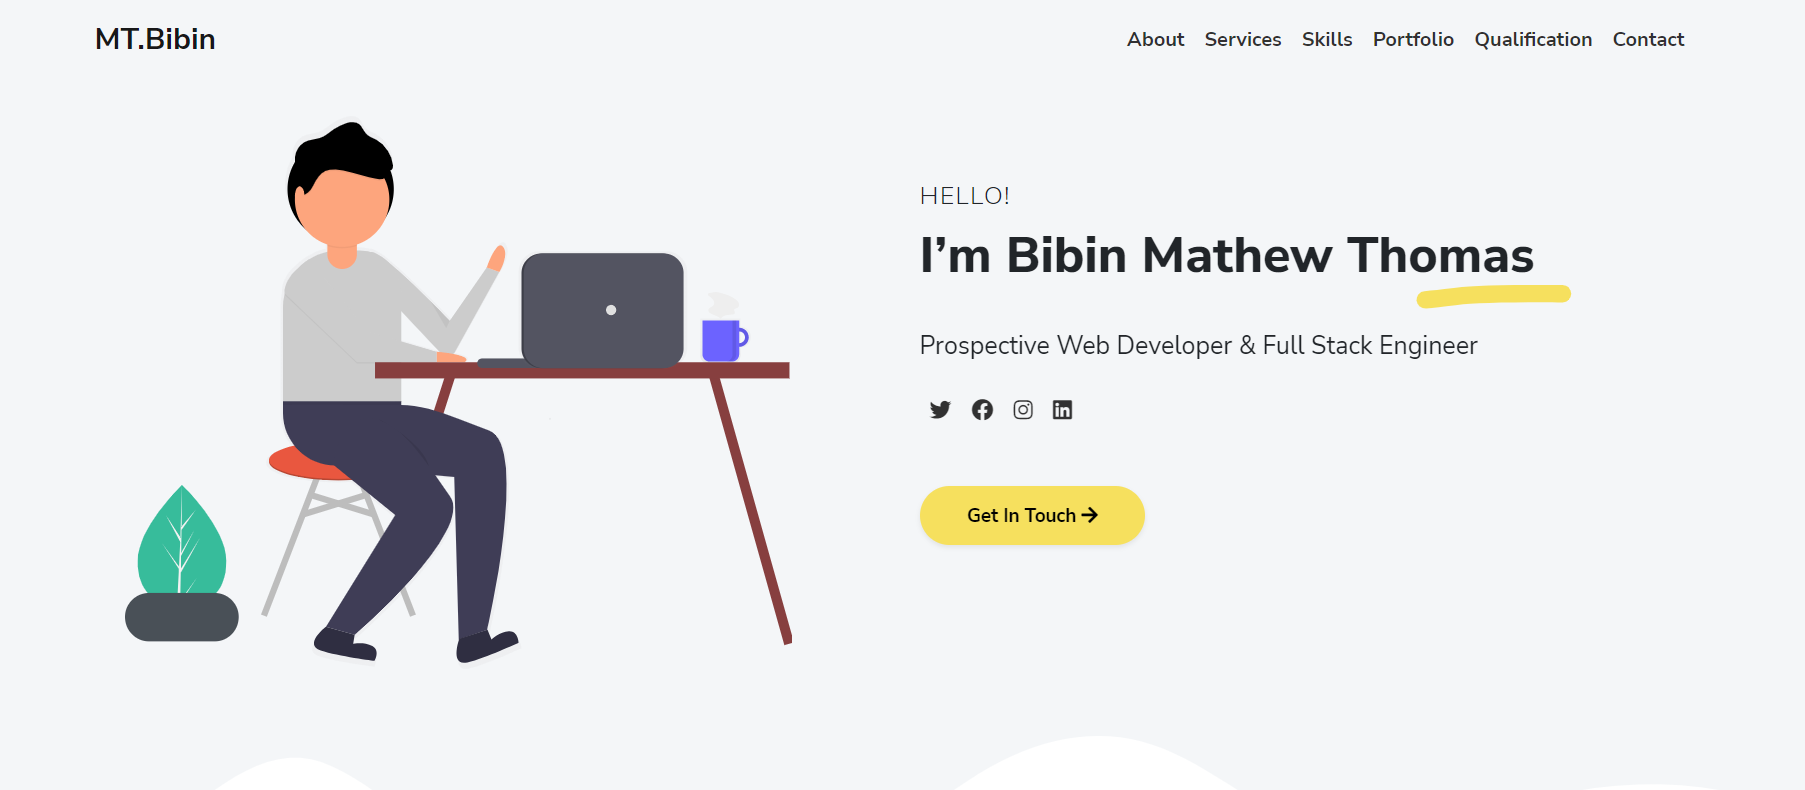 MT.Bibin
About Services Skills Portfolio Qualification Contact
HELLO!
I’m Bibin Mathew Thomas
Prospective Web Developer & Full Stack Engineer
Get In Touch